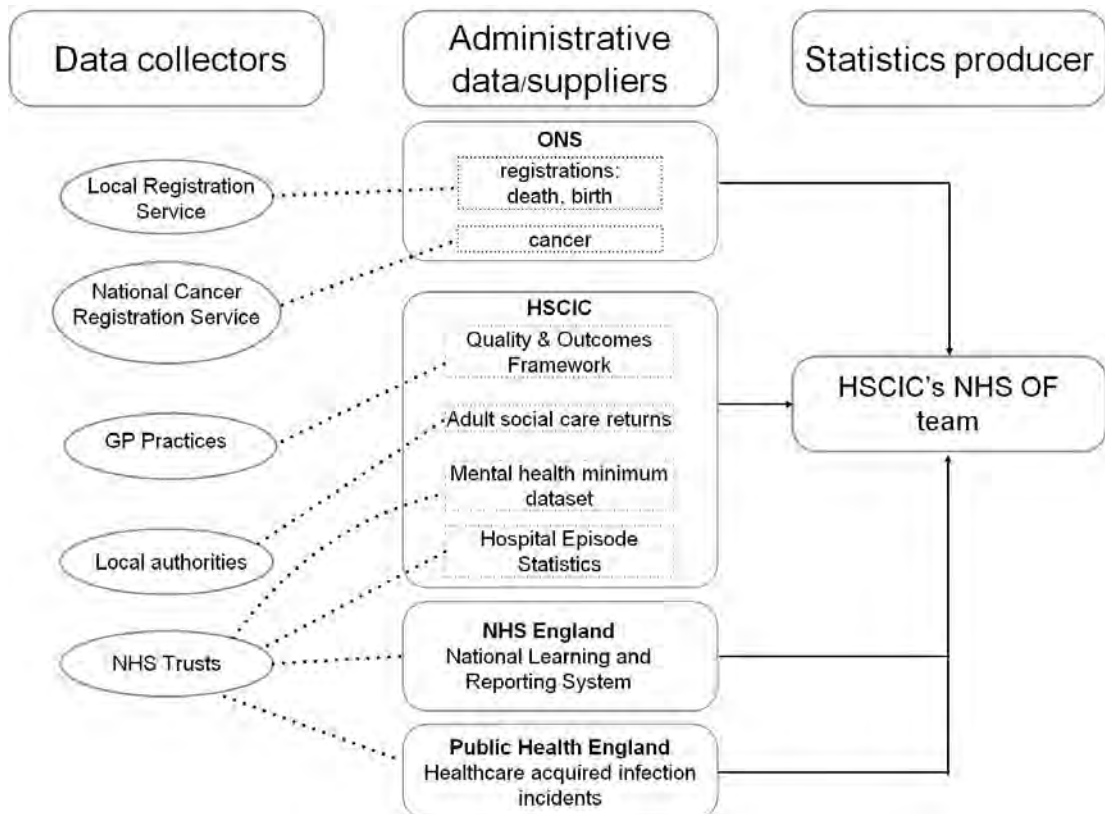 Data collectors
Administrative
data/suppliers
Statistics producer
ONS
registrations:
death, birth
cancer
Local Registration
Service
National Cancer
Registration Service
GP Practices
Local authorities
NHS Trusts
HSCIC
Quality & Outcomes
Framework
Adult social care returns
Mental health minimum
dataset
Hospital Episode
Statistics
NHS England
National Learning and
Reporting System
Public Health England
Healthcare acquired infection
incidents
HSCIC's NHS OF
team